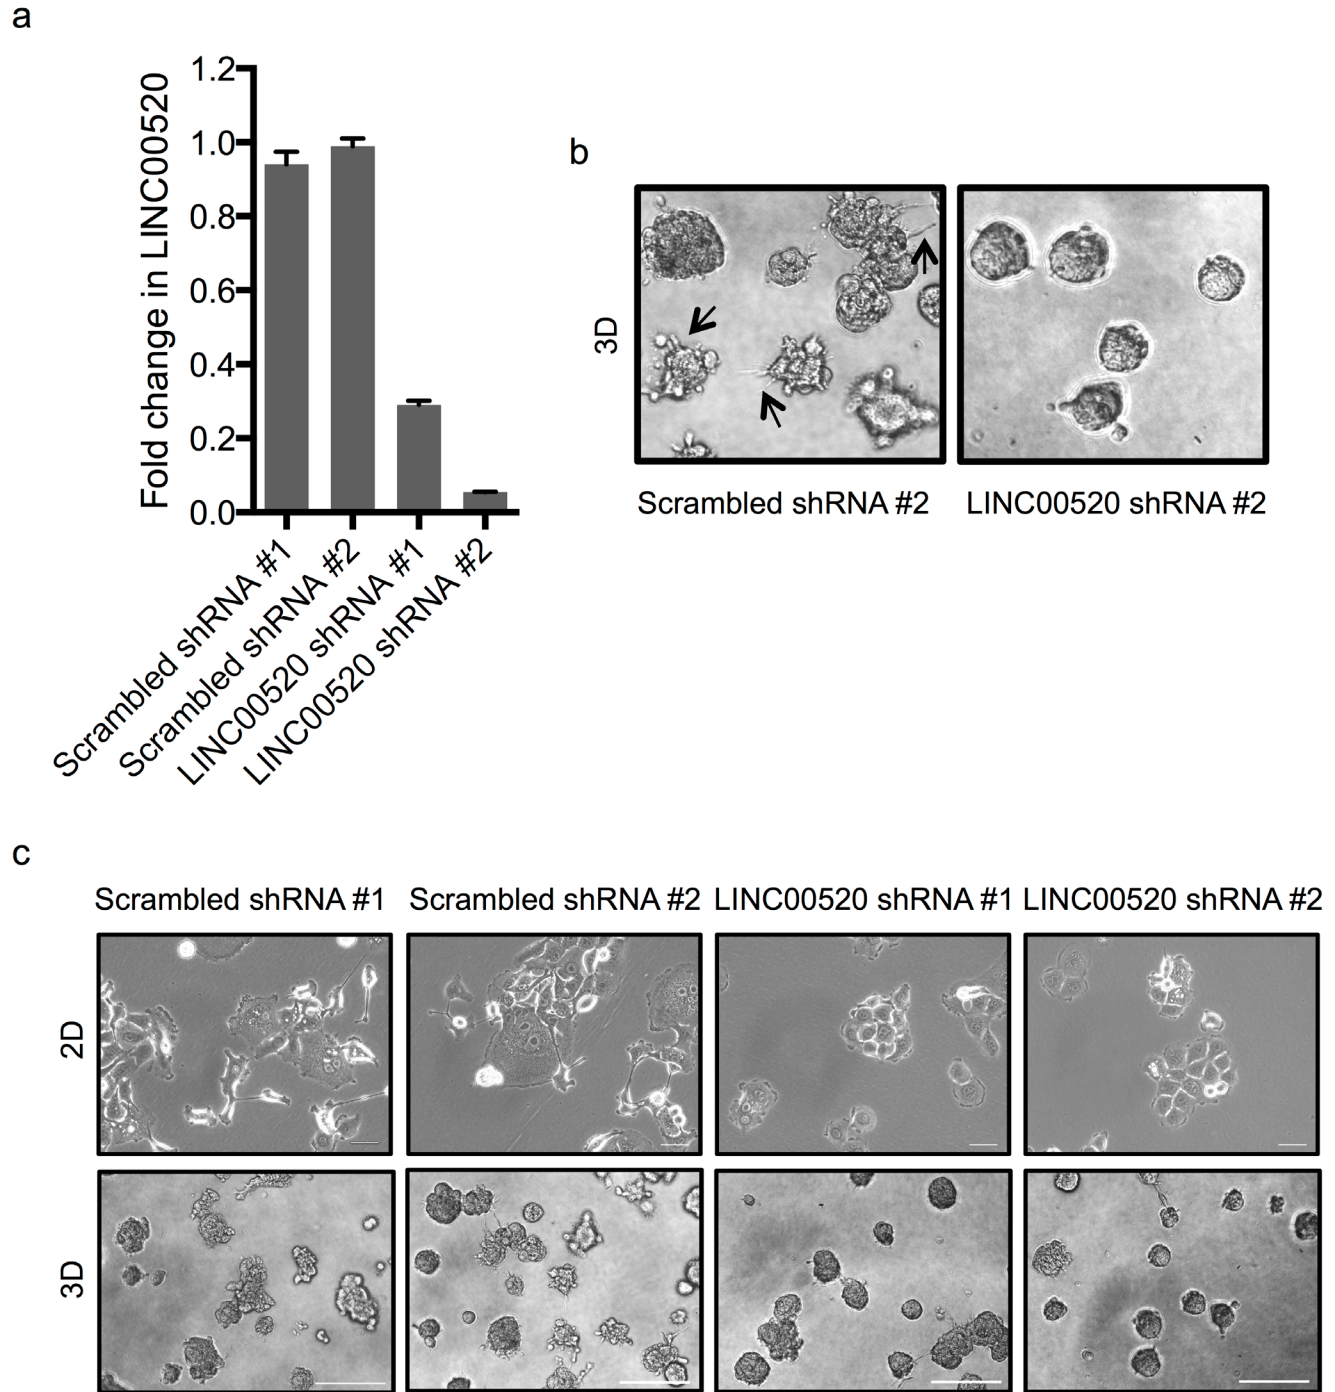 a
1.2
1.0
0.8
0.6
0.4
0.2
0.0
Fold change in LINC00520
Scrambled shRNA #1
Scrambled shRNA #2
LINC00520 shRNA #1
LINC00520 shRNA #2
b
3D
Scrambled shRNA #2
LINC00520 shRNA #2
c
Scrambled shRNA #1
Scrambled shRNA #2
LINC00520 shRNA #1
LINC00520 shRNA #2
2D
3D